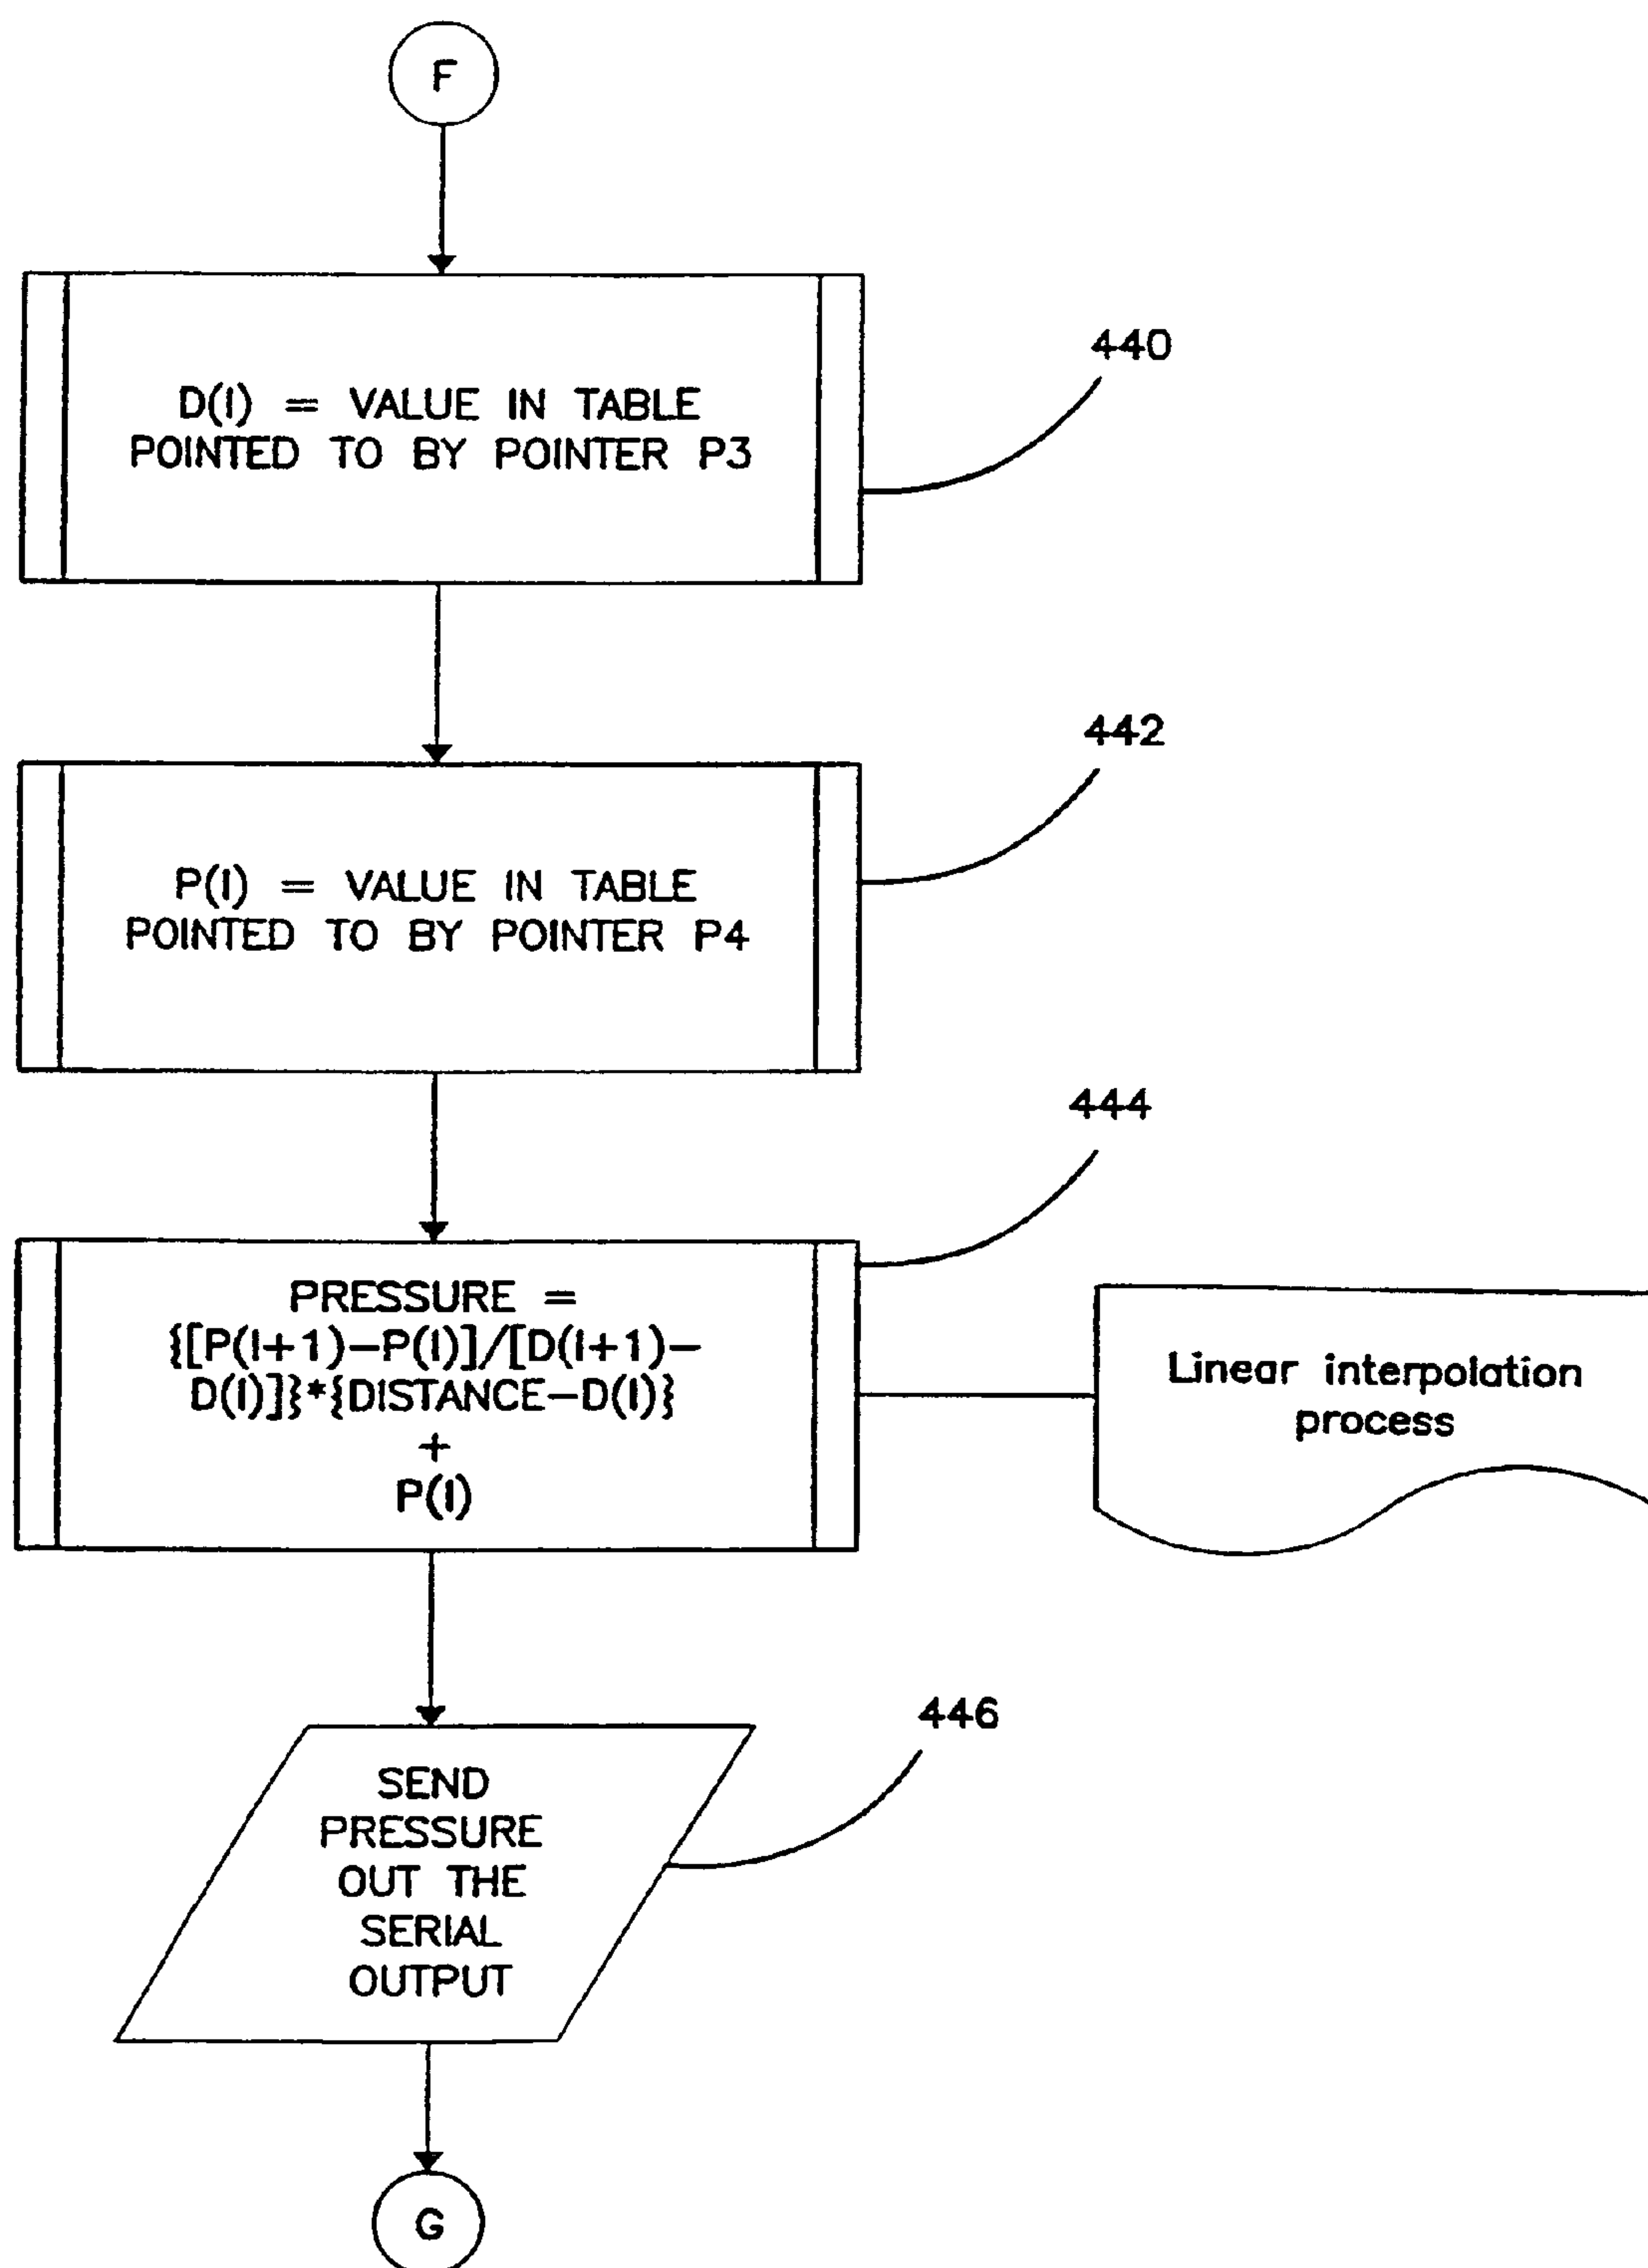 F
D(I) = VALUE IN TABLE
POINTED TO BY POINTER P3
440
P(I) = VALUE IN TABLE
POINTED TO BY POINTER P4
442
PRESSURE =
{[P(I+1)-P(I)]/[D(I+1)-
D(I)]}*{DISTANCE-D(I)}
+
P(I)
444
Linear interpolation
process
SEND
PRESSURE
OUT THE
SERIAL
OUTPUT
446
G